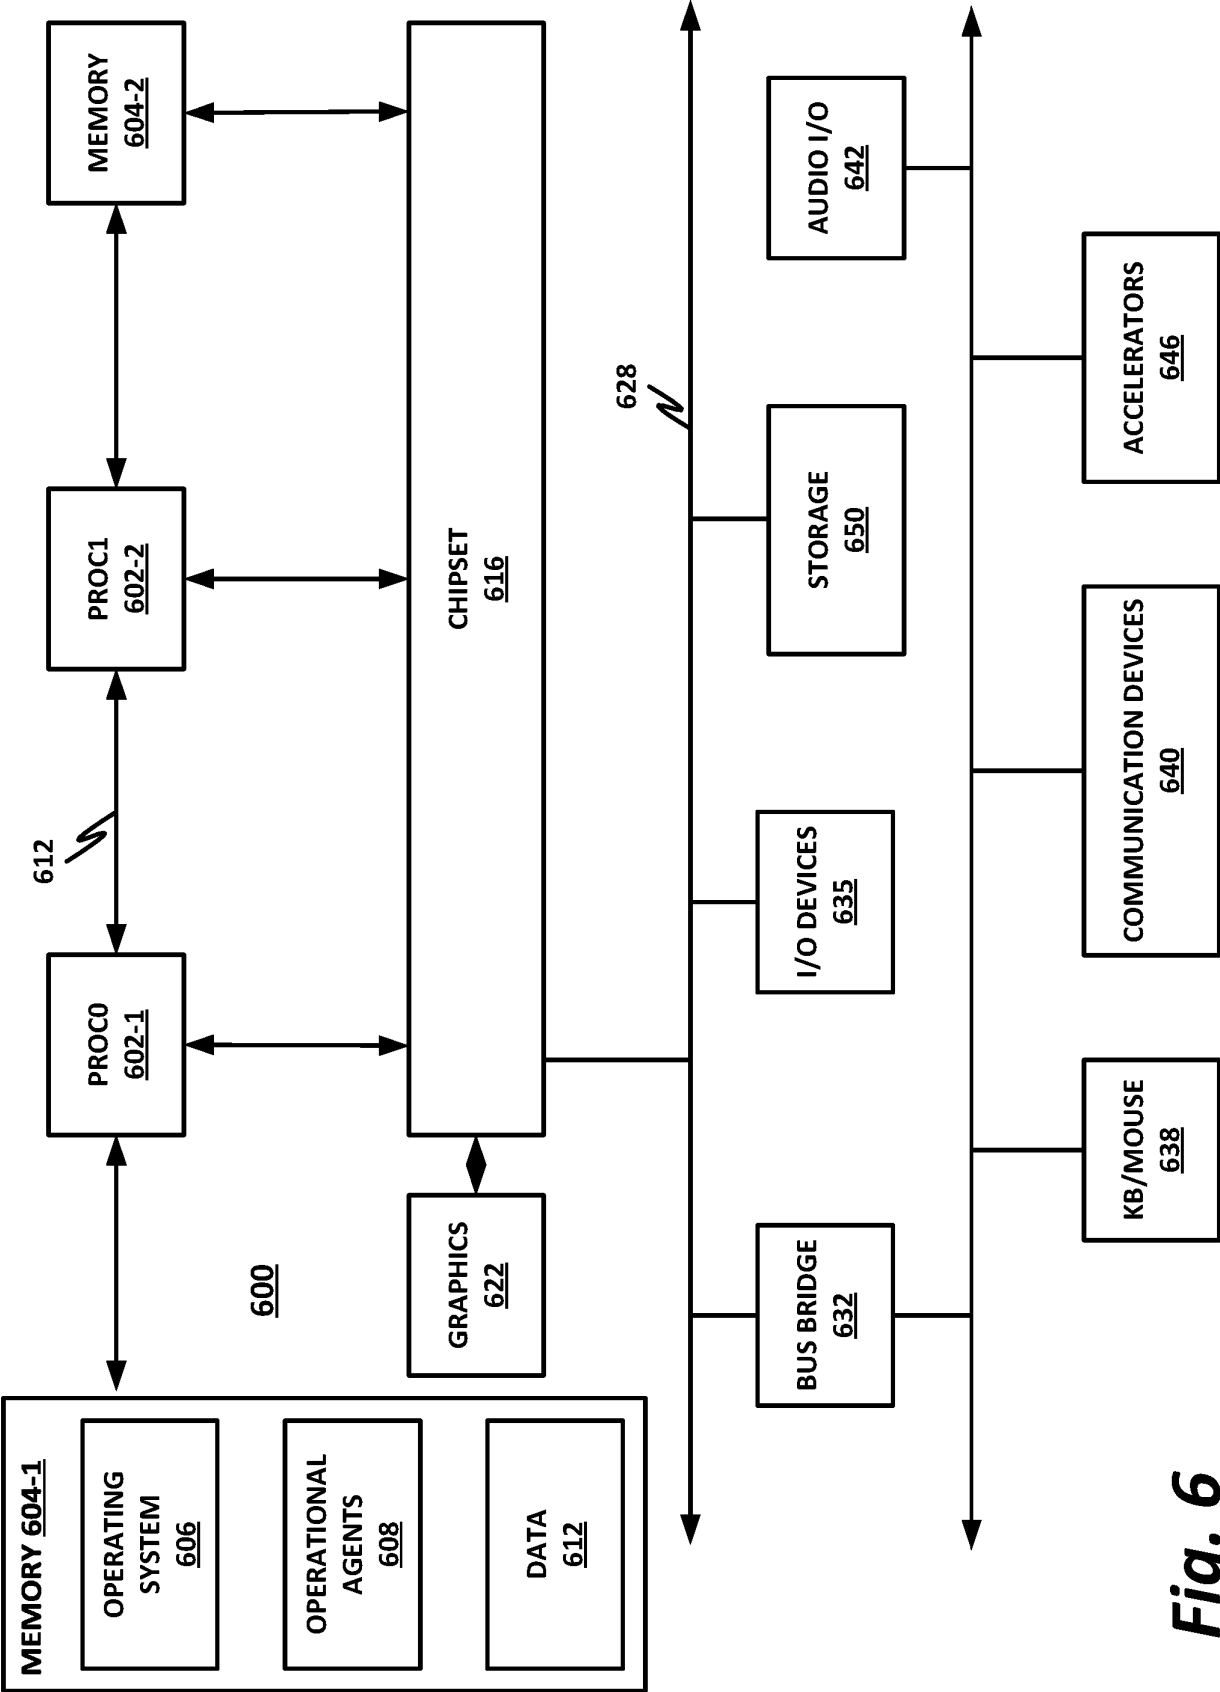 MEMORY 604-1
OPERATING
SYSTEM
606
OPERATIONAL
AGENTS
608
DATA
612
600
PROC0
602-1
612
PROC1
602-2
MEMORY
604-2
GRAPHICS
622
CHIPSET
616
628
BUS BRIDGE
632
I/O DEVICES
635
STORAGE
650
AUDIO I/O
642
KB/MOUSE
638
COMMUNICATION DEVICES
640
ACCELERATORS
646
Fig. 6